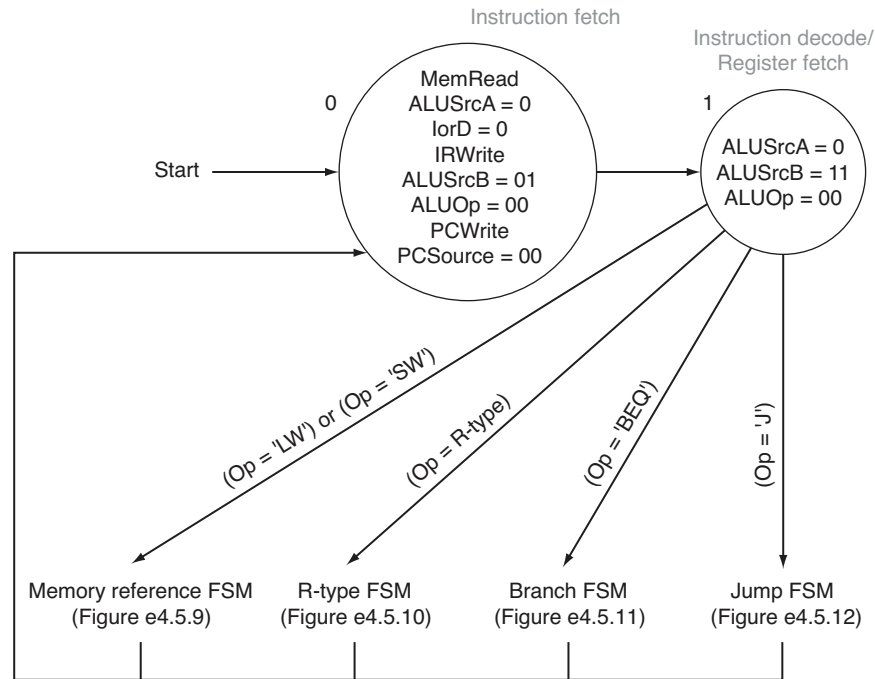 Instruction fetch
Instruction decode/
Register fetch
0
MemRead
ALUSrcA = 0
IorD = 0
IRWrite
ALUSrcB = 01
ALUOp = 00
PCWrite
PCSource = 00
1
ALUSrcA = 0
ALUSrcB = 11
ALUOp = 00
Start
(Op = 'LW') or (Op = 'SW')
(Op = R-type)
(Op = 'BEQ')
(Op = 'J')
Memory reference FSM
(Figure e4.5.9)
R-type FSM
(Figure e4.5.10)
Branch FSM
(Figure e4.5.11)
Jump FSM
(Figure e4.5.12)